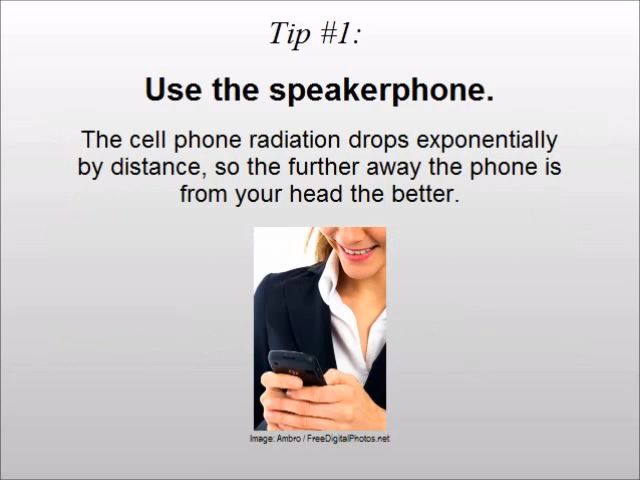 Tip #1:
Use the speakerphone.
The cell phone radiation drops exponentially
by distance, so the further away the phone is
from your head the better.
Image: Ambro / FreeDigitalPhotos.net